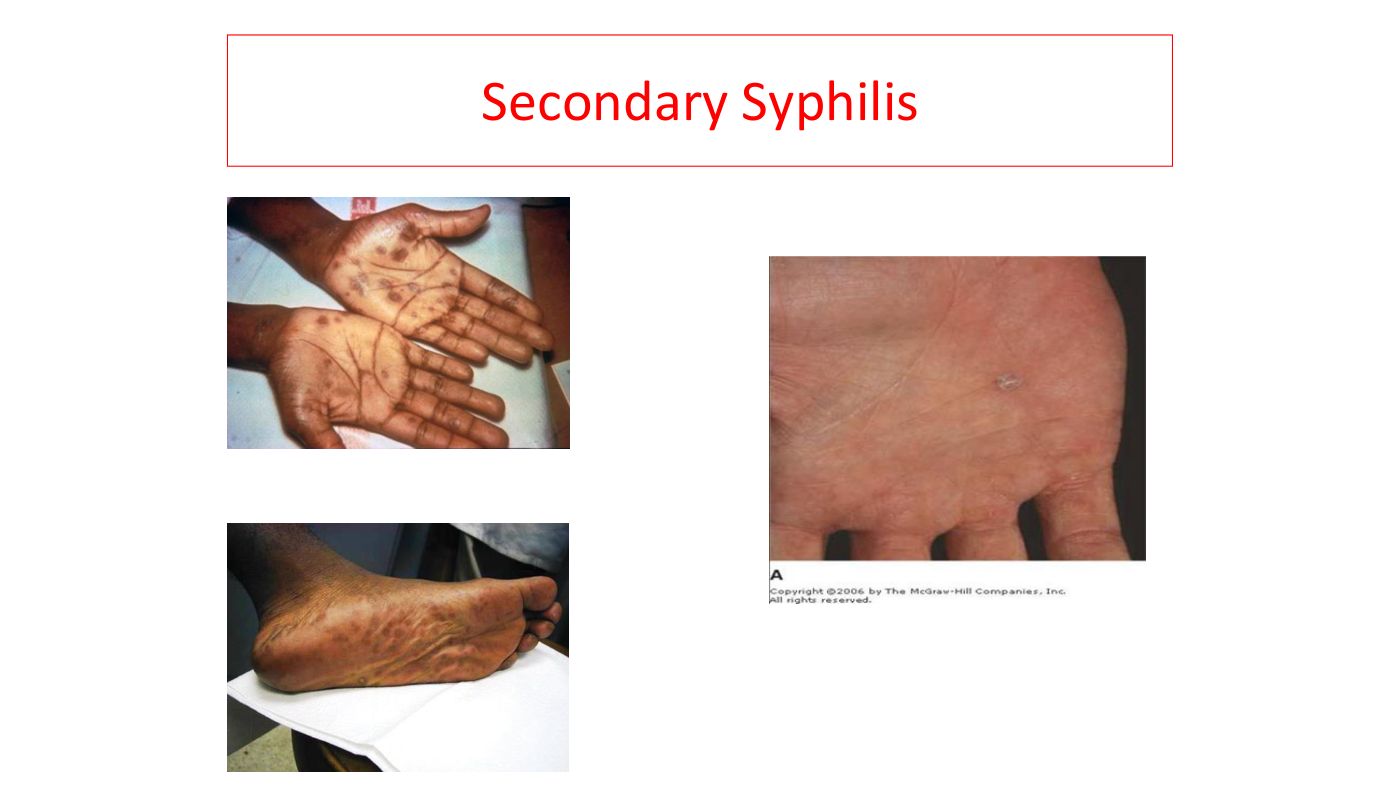 Secondary Syphilis
A
Copyright ©2006 by The McGraw-Hill Companies, Inc.
All rights reserved.